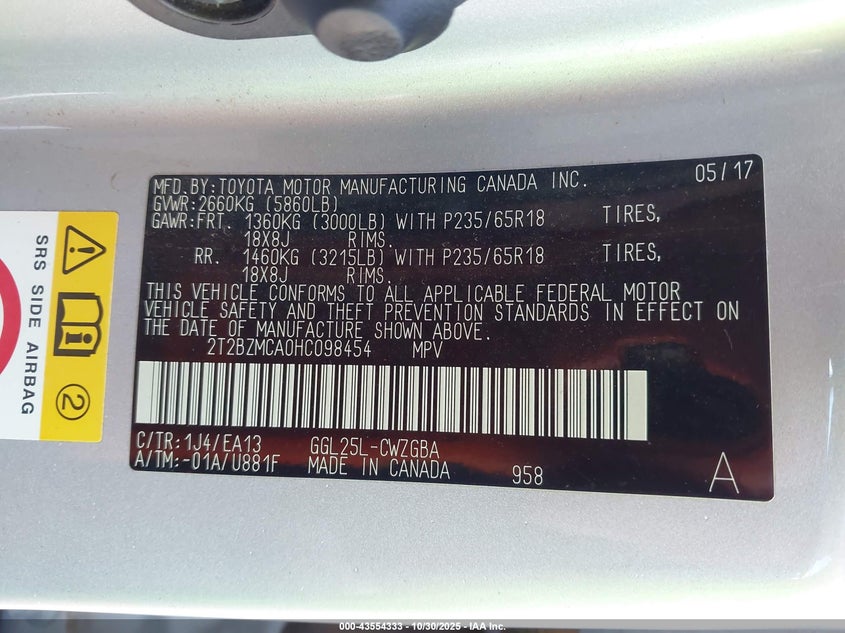 MFD.BY:TOYOTA MOTOR MANUFACTURING CANADA INC. 05/17
GVWR:2660KG (5860LB)
GAWR:FRT. 1360KG (3000LB) WITH P235/65R18 TIRES,
18X8J RIMS.
RR. 1460KG (3215LB) WITH P235/65R18 TIRES,
18X8J RIMS.
THIS VEHICLE CONFORMS TO ALL APPLICABLE FEDERAL MOTOR
VEHICLE SAFETY AND THEFT PREVENTION STANDARDS IN EFFECT ON
THE DATE OF MANUFACTURE SHOWN ABOVE.
2T2BZMCA0HC098454 MPV
C/TR:1J4/EA13 GGL25L-CWZGBA
A/TM:-01A/U881F MADE IN CANADA 958 A
SRS SIDE AIRBAG
2
000-43554333 - 10/30/2025 - IAA Inc.